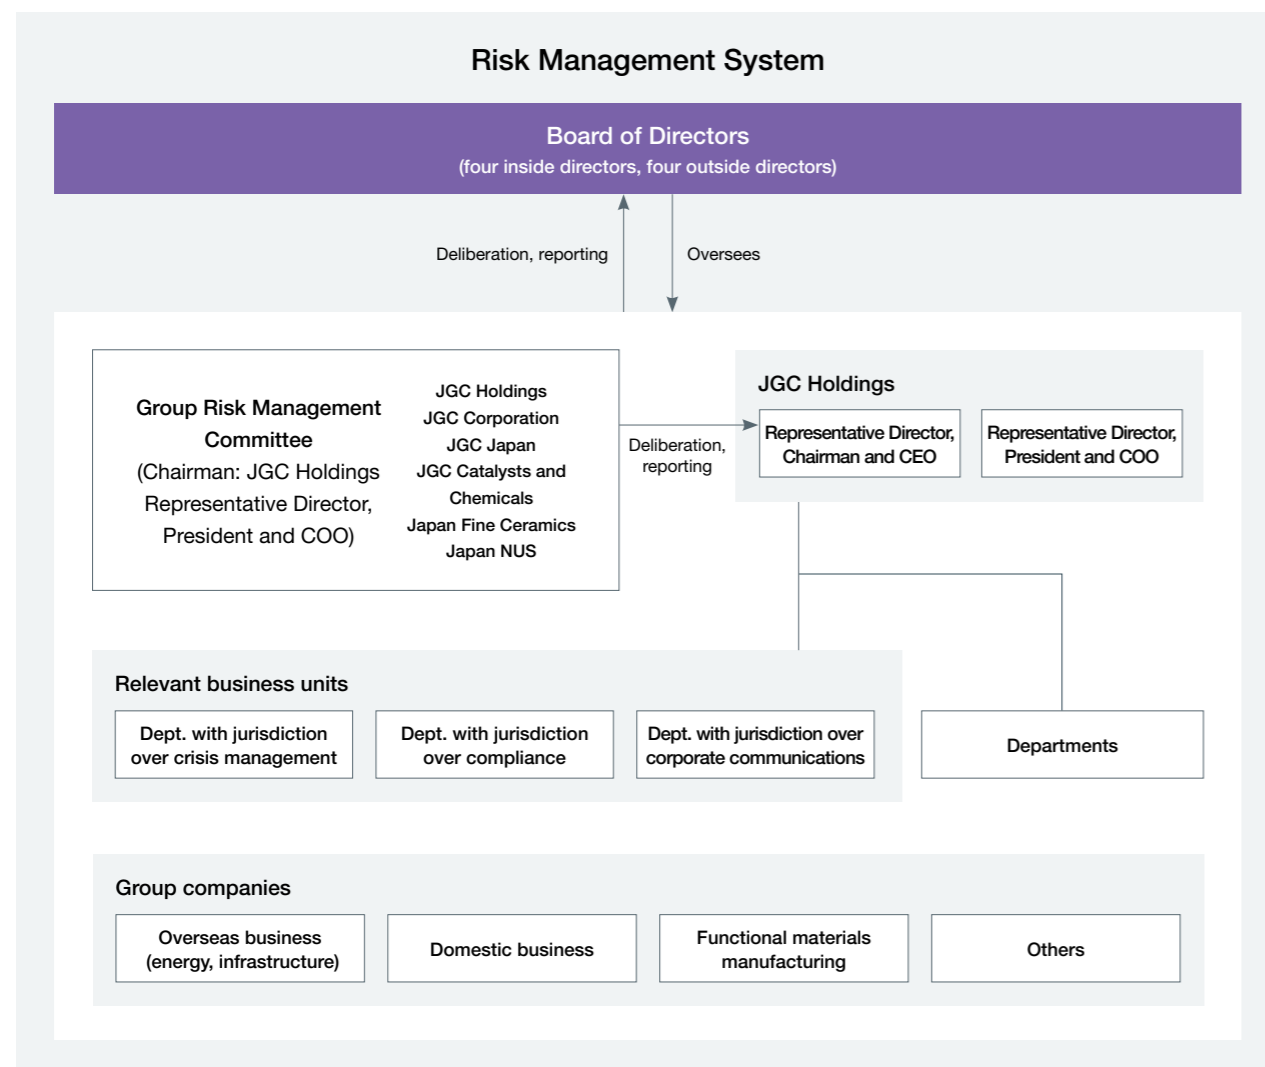 Risk Management System
Board of Directors
(four inside directors, four outside directors)
Deliberation, reporting
Oversees
Group Risk Management
Committee
(Chairman: JGC Holdings
Representative Director,
President and COO)
JGC Holdings
JGC Corporation
JGC Japan
JGC Catalysts and
Chemicals
Japan Fine Ceramics
Japan NUS
Deliberation,
reporting
JGC Holdings
Representative Director,
Chairman and CEO
Representative Director,
President and COO
Relevant business units
Dept. with jurisdiction
over crisis management
Dept. with jurisdiction
over compliance
Dept. with jurisdiction over
corporate communications
Departments
Group companies
Overseas business
(energy, infrastructure)
Domestic business
Functional materials
manufacturing
Others